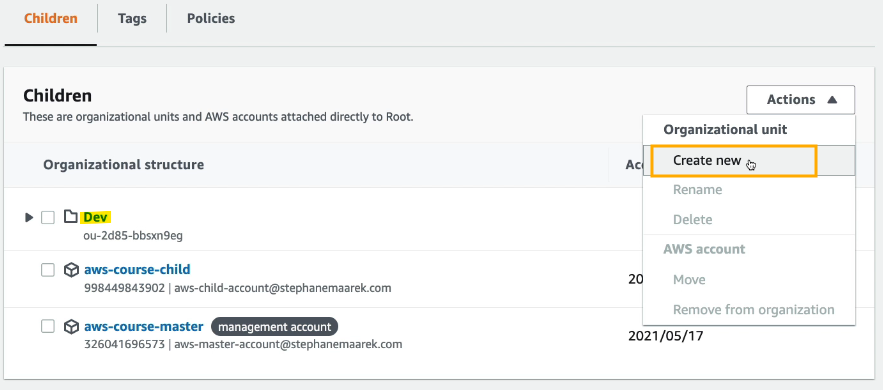 Children Tags Policies
Children
Actions ▲
These are organizational units and AWS accounts attached directly to Root.
Organizational unit
Organizational structure
Create new
Rename
Dev
Delete
ou-2d85-bbsxn9eg
AWS account
aws-course-child
998449843902 | aws-child-account@stephanemaarek.com
20
Move
Remove from organization
aws-course-master management account
326041696573 | aws-master-account@stephanemaarek.com
2021/05/17